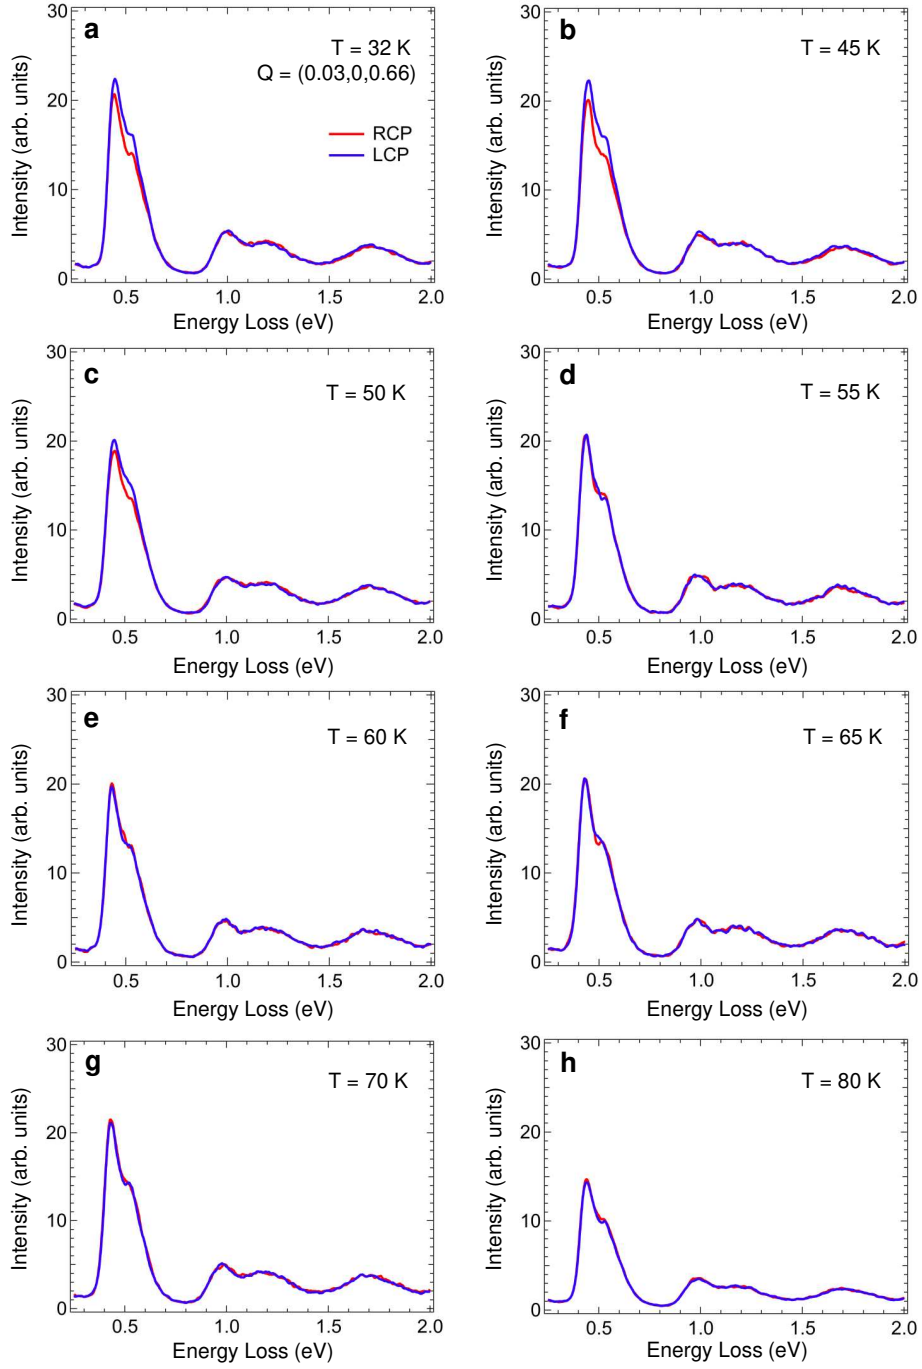 a
T = 32 K
Q = (0.03,0,0.66)
RCP
LCP
Intensity (arb. units)
30
20
10
0
0.5 1.0 1.5 2.0
Energy Loss (eV)
b
T = 45 K
Intensity (arb. units)
30
20
10
0
0.5 1.0 1.5 2.0
Energy Loss (eV)
c
T = 50 K
Intensity (arb. units)
30
20
10
0
0.5 1.0 1.5 2.0
Energy Loss (eV)
d
T = 55 K
Intensity (arb. units)
30
20
10
0
0.5 1.0 1.5 2.0
Energy Loss (eV)
e
T = 60 K
Intensity (arb. units)
30
20
10
0
0.5 1.0 1.5 2.0
Energy Loss (eV)
f
T = 65 K
Intensity (arb. units)
30
20
10
0
0.5 1.0 1.5 2.0
Energy Loss (eV)
g
T = 70 K
Intensity (arb. units)
30
20
10
0
0.5 1.0 1.5 2.0
Energy Loss (eV)
h
T = 80 K
Intensity (arb. units)
30
20
10
0
0.5 1.0 1.5 2.0
Energy Loss (eV)